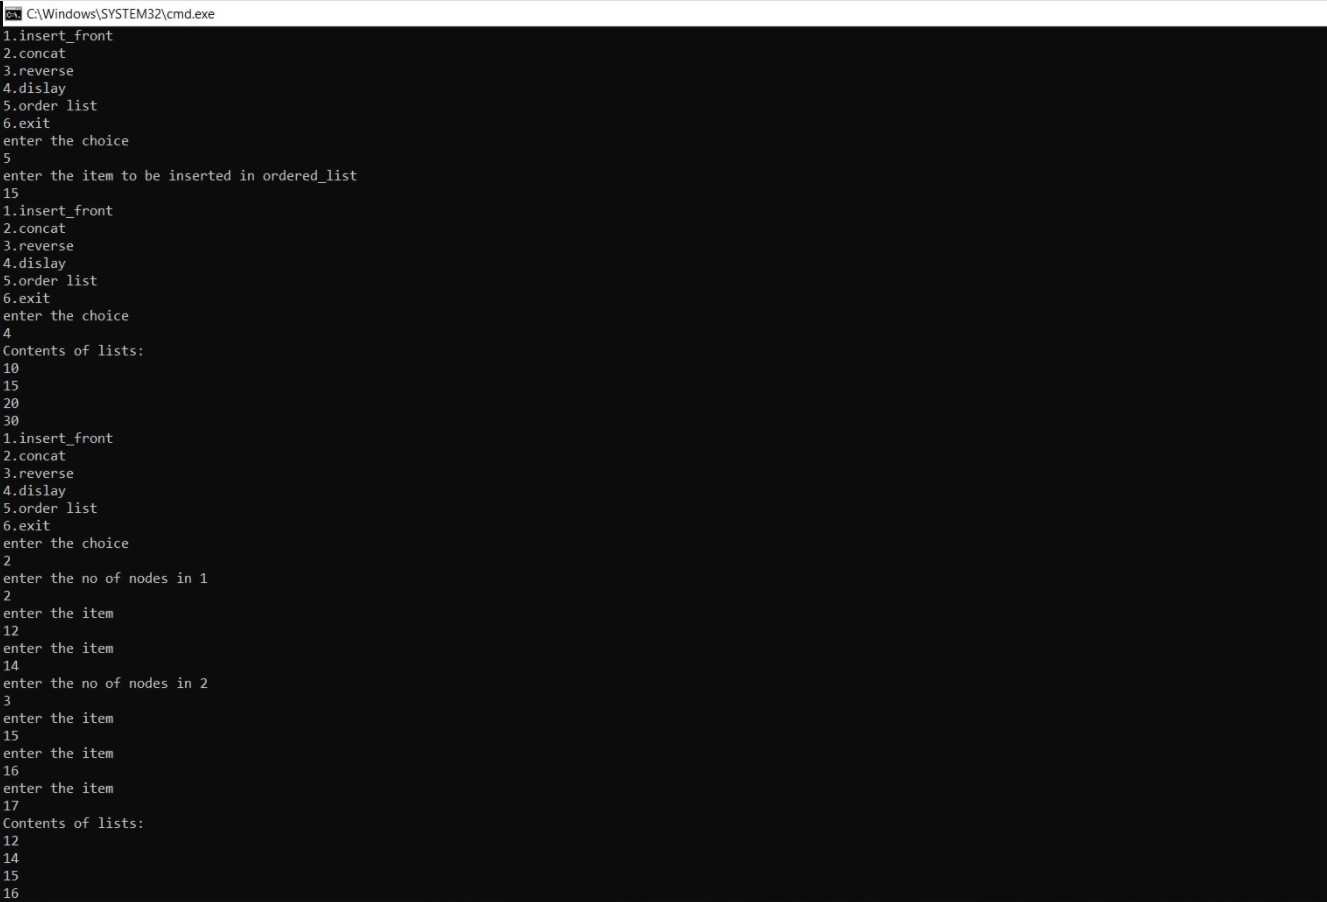 C:\Windows\SYSTEM32\cmd.exe
1.insert_front
2.concat
3.reverse
4.dislay
5.order list
6.exit
enter the choice
5
enter the item to be inserted in ordered_list
15
1.insert_front
2.concat
3.reverse
4.dislay
5.order list
6.exit
enter the choice
4
Contents of lists:
10
15
20
30
1.insert_front
2.concat
3.reverse
4.dislay
5.order list
6.exit
enter the choice
2
enter the no of nodes in 1
2
enter the item
12
enter the item
14
enter the no of nodes in 2
3
enter the item
15
enter the item
16
enter the item
17
Contents of lists:
12
14
15
16